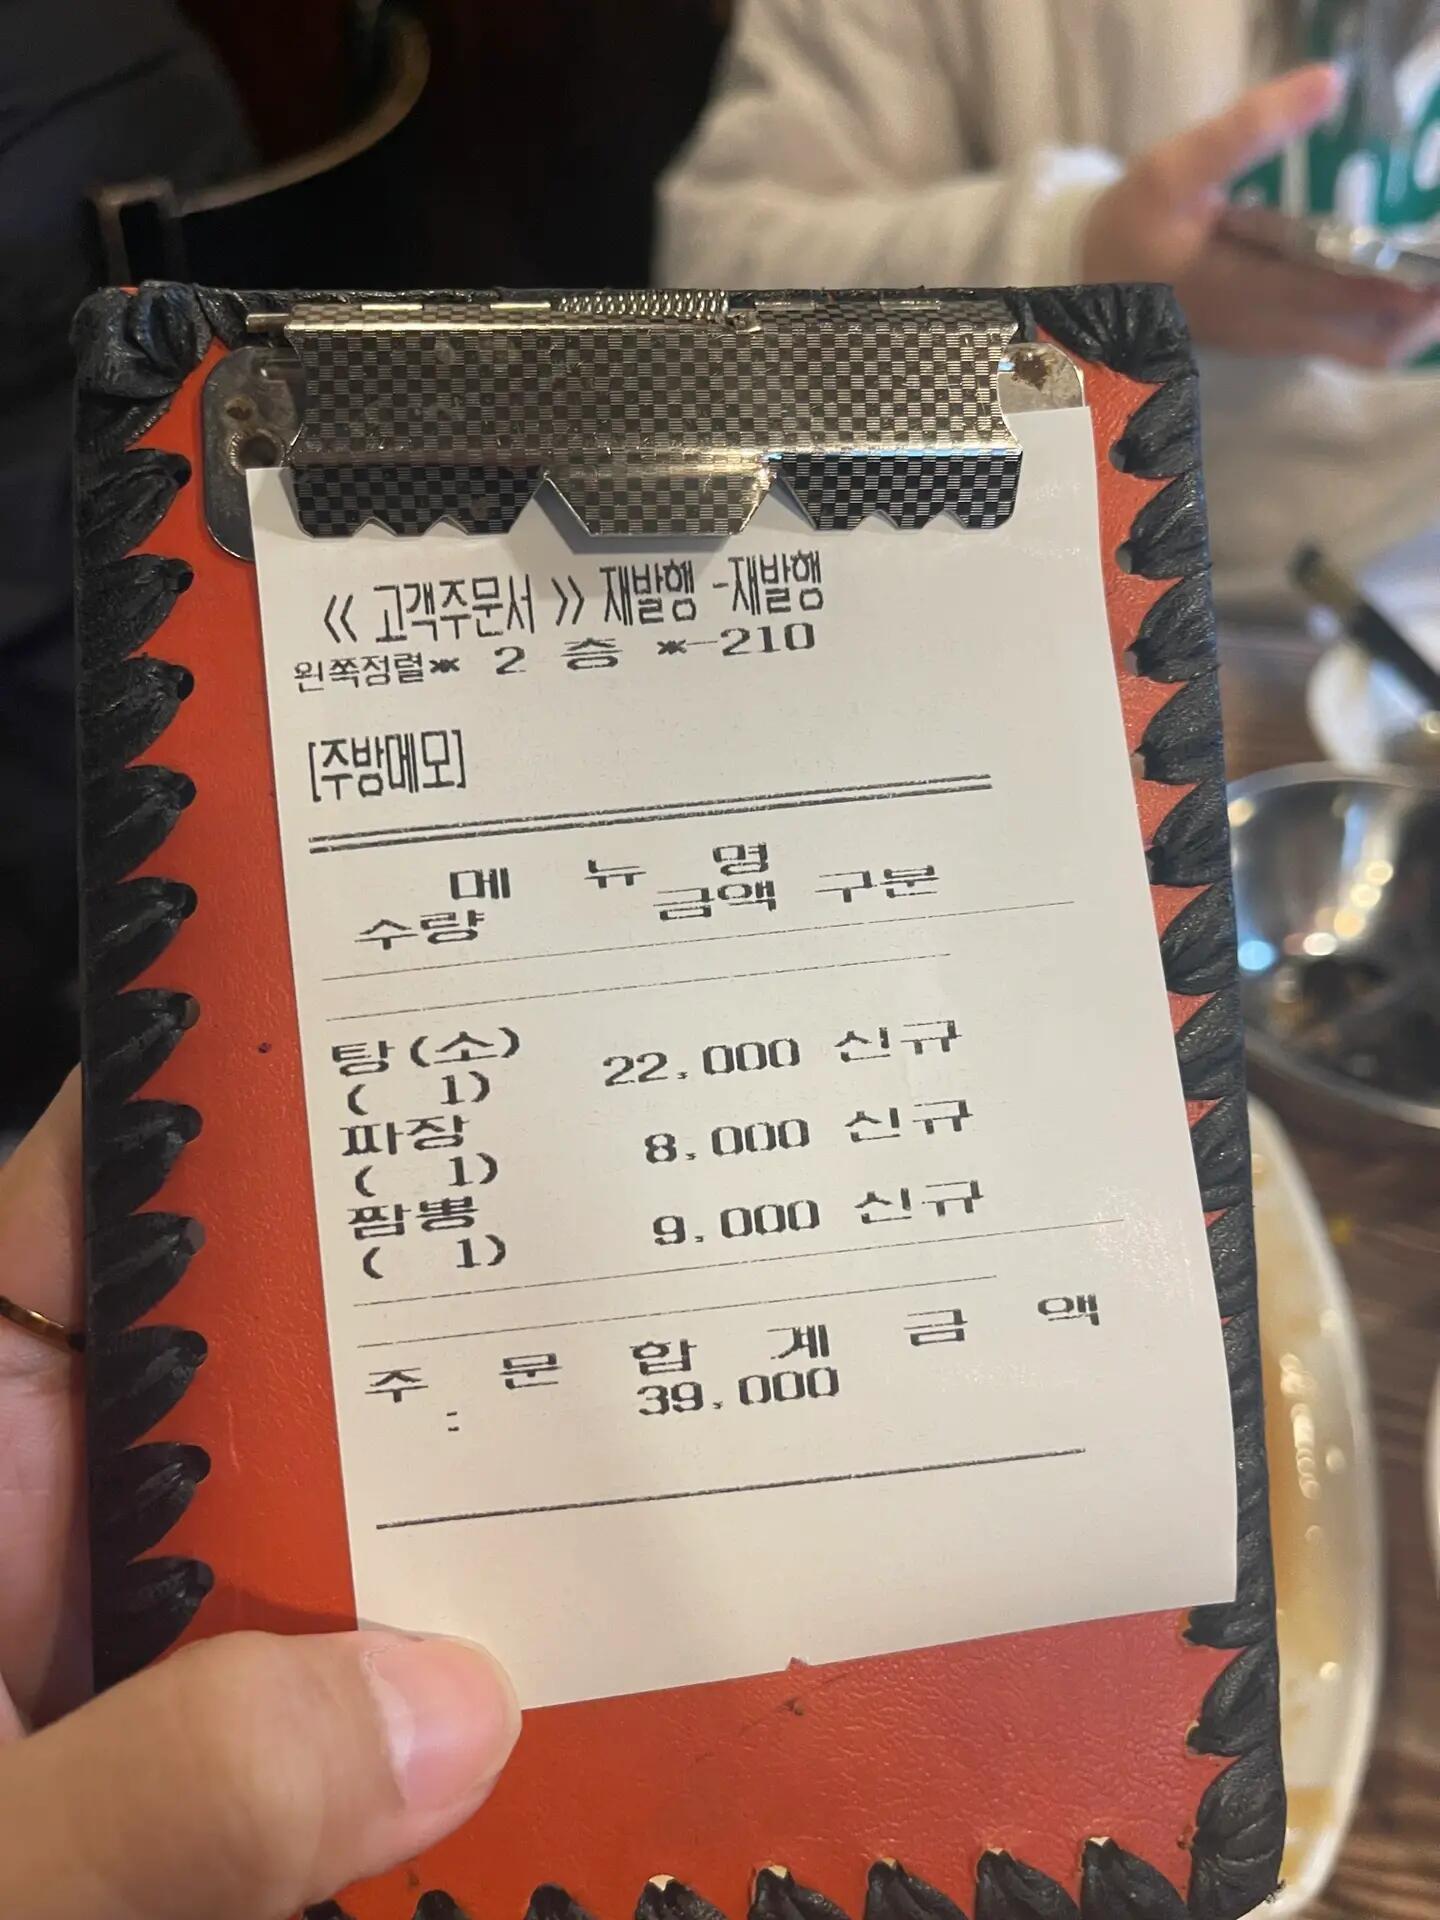 << 고객주문서 >> 재발행 -재발행
왼쪽정렬※ 2 층 ※-210
[주방메모]
메 뉴 명
수량 금액 구분
탕(소)
( 1) 22,000 신규
짜장
( 1) 8,000 신규
짬뽕
( 1) 9,000 신규
주 문 합 계 금 액
: 39,000